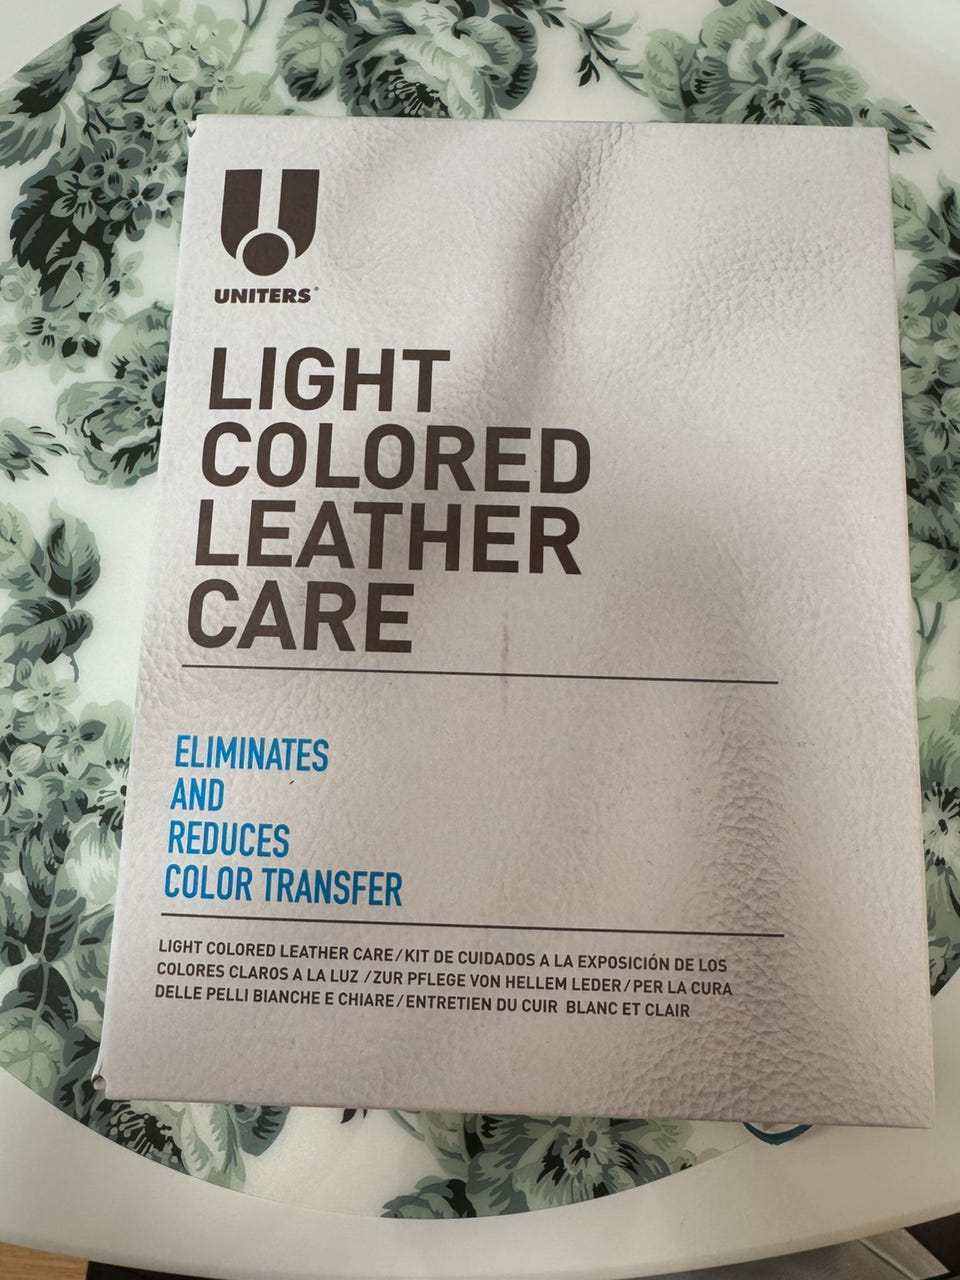 UNITERS®
LIGHT
COLORED
LEATHER
CARE
ELIMINATES
AND
REDUCES
COLOR TRANSFER
LIGHT COLORED LEATHER CARE/KIT DE CUIDADOS A LA EXPOSICIÓN DE LOS
COLORES CLAROS A LA LUZ /ZUR PFLEGE VON HELLEM LEDER/PER LA CURA
DELLE PELLI BIANCHE E CHIARE/ENTRETIEN DU CUIR BLANC ET CLAIR